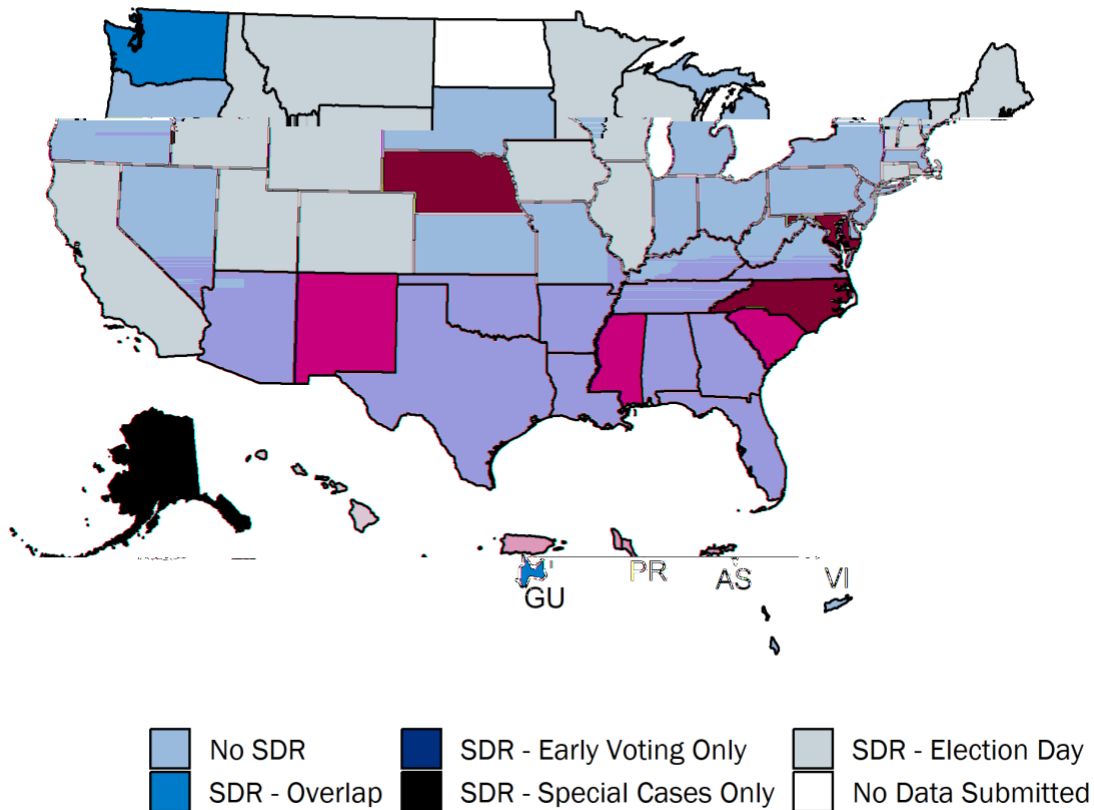 PR
AS
VI
GU
No SDR
SDR - Early Voting Only
SDR - Election Day
SDR - Overlap
SDR - Special Cases Only
No Data Submitted